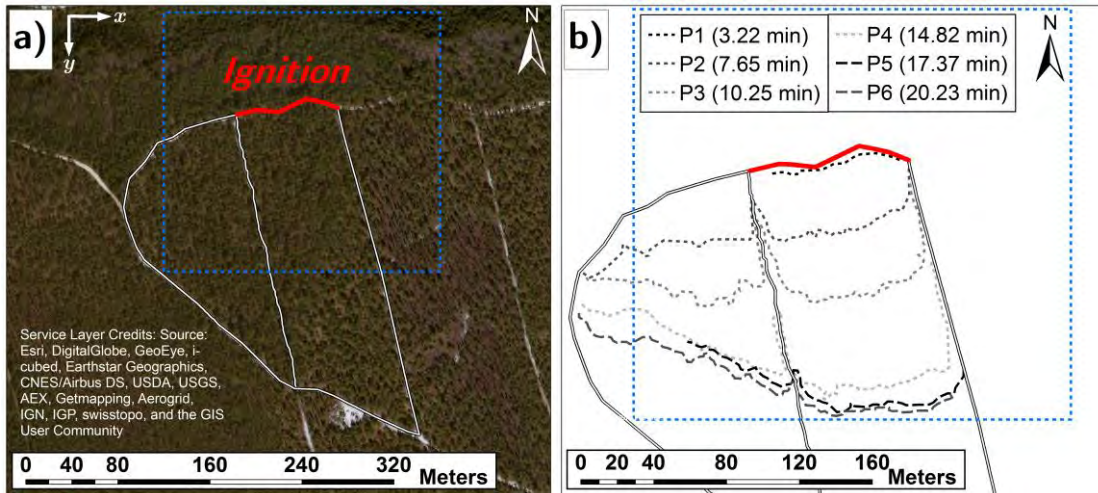 x
a)
N
y
Ignition
Service Layer Credits: Source:
Esri, DigitalGlobe, GeoEye, i-
cubed, Earthstar Geographics,
CNES/Airbus DS, USDA, USGS,
AEX, Getmapping, Aerogrid,
IGN, IGP, swisstopo, and the GIS
User Community
0 40 80 160 240 320
Meters
b)
N
P1 (3.22 min)
P2 (7.65 min)
P3 (10.25 min)
P4 (14.82 min)
P5 (17.37 min)
P6 (20.23 min)
0 20 40 80 120 160
Meters